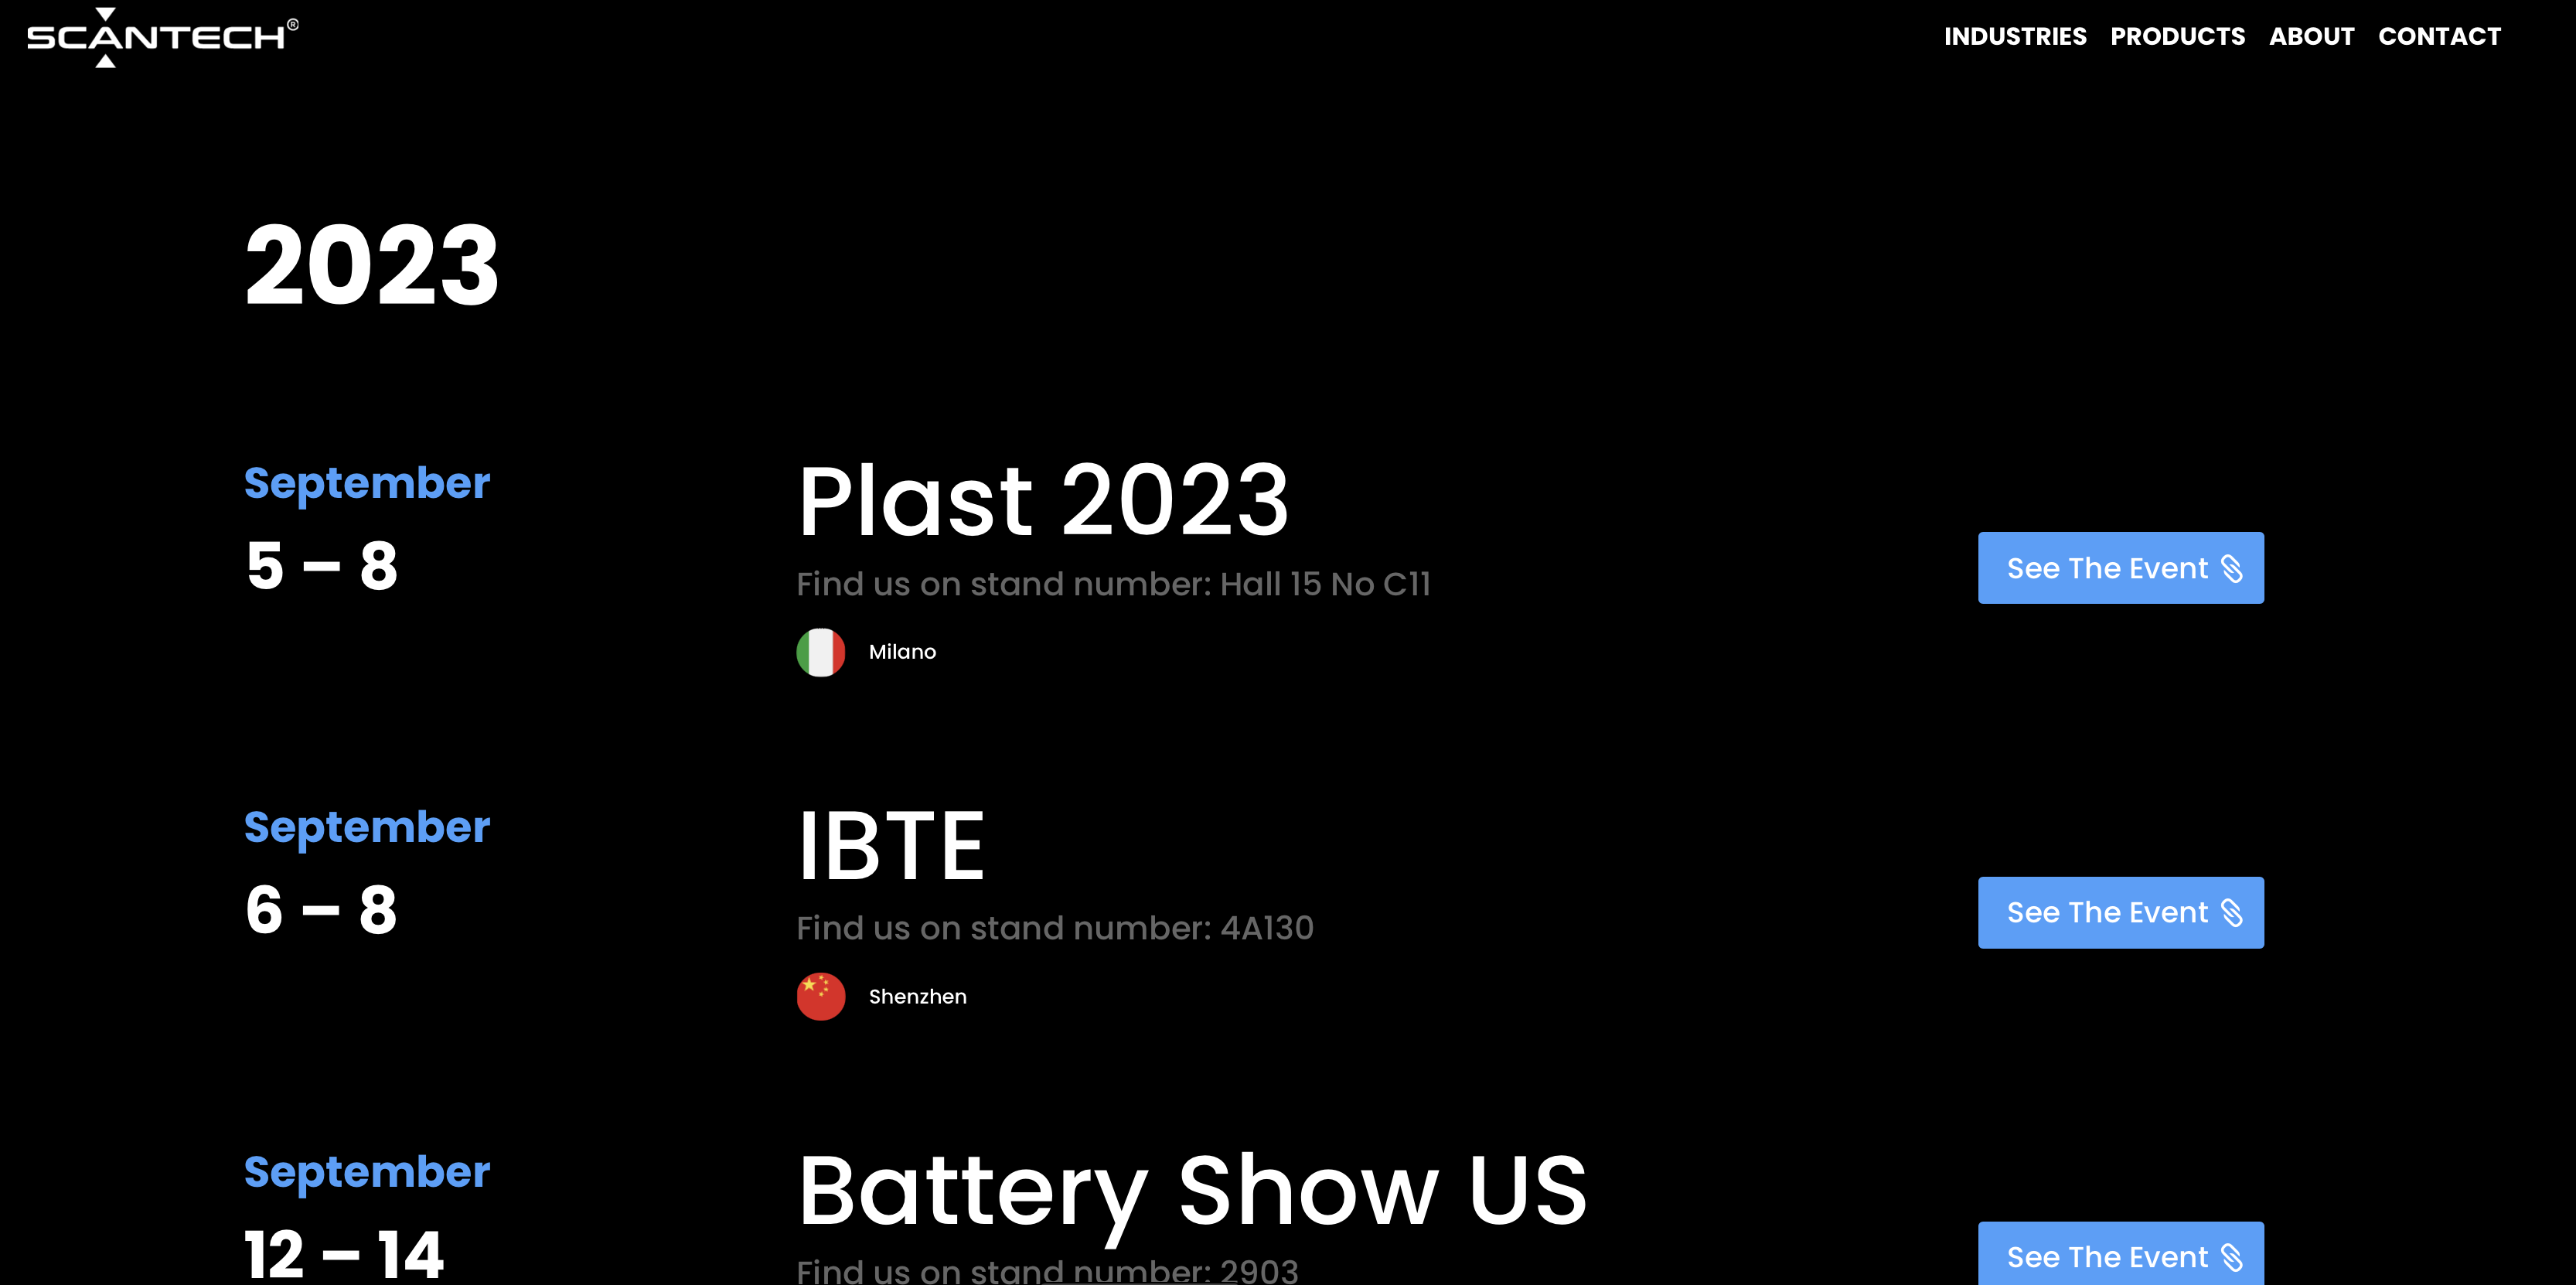 SCANTECH®
INDUSTRIES PRODUCTS ABOUT CONTACT
2023
September
5 – 8
Plast 2023
Find us on stand number: Hall 15 No C11
Milano
See The Event
September
6 – 8
IBTE
Find us on stand number: 4A130
Shenzhen
See The Event
September
12 – 14
Battery Show US
Find us on stand number: 2903
See The Event